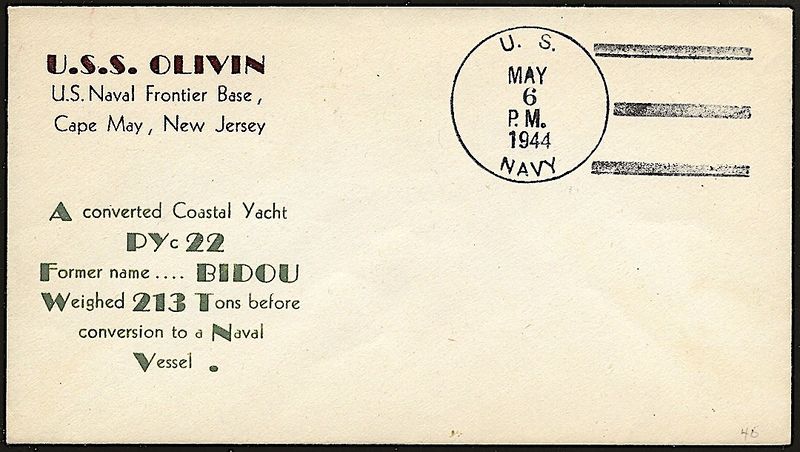 U.S.S. OLIVIN
U.S. Naval Frontier Base,
Cape May, New Jersey
U. S.
MAY
6
P.M.
1944
NAVY
A converted Coastal Yacht
PYc 22
Former name .... BIDOU
Weighed 213 Tons before
conversion to a Naval
Vessel .